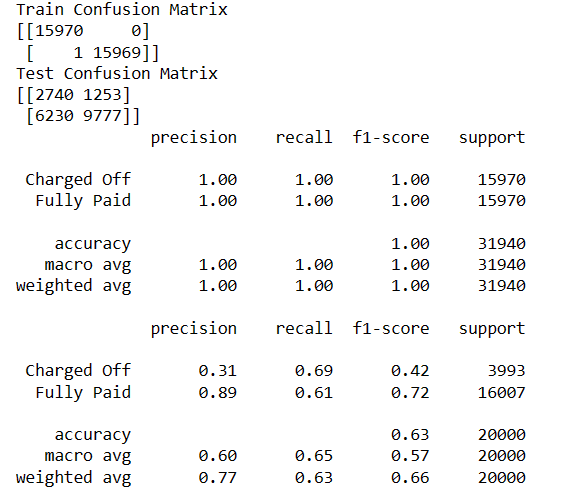 Train Confusion Matrix
[[15970     0]
 [    1 15969]]
Test Confusion Matrix
[[2740 1253]
 [6230 9777]]
              precision    recall  f1-score   support

 Charged Off       1.00      1.00      1.00     15970
  Fully Paid       1.00      1.00      1.00     15970

    accuracy                           1.00     31940
   macro avg       1.00      1.00      1.00     31940
weighted avg       1.00      1.00      1.00     31940

              precision    recall  f1-score   support

 Charged Off       0.31      0.69      0.42      3993
  Fully Paid       0.89      0.61      0.72     16007

    accuracy                           0.63     20000
   macro avg       0.60      0.65      0.57     20000
weighted avg       0.77      0.63      0.66     20000